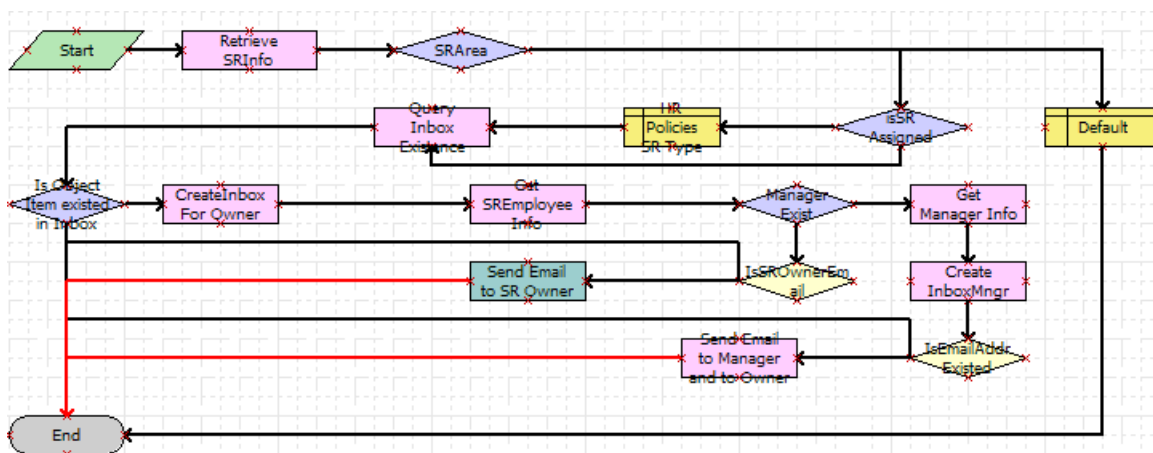 Start
Retrieve
SRInfo
SRArea
Query
Inbox
Existence
HR
Policies
SR Type
isSR
Assigned
Default
Is Object
Item existed
in Inbox
CreateInbox
For Owner
Get
SREmployee
Info
Manager
Exist
Get
Manager Info
Send Email
to SR Owner
IsSROwnerEm
ail
Create
InboxMngr
Send Email
to Manager
and to Owner
IsEmailAddr
Existed
End